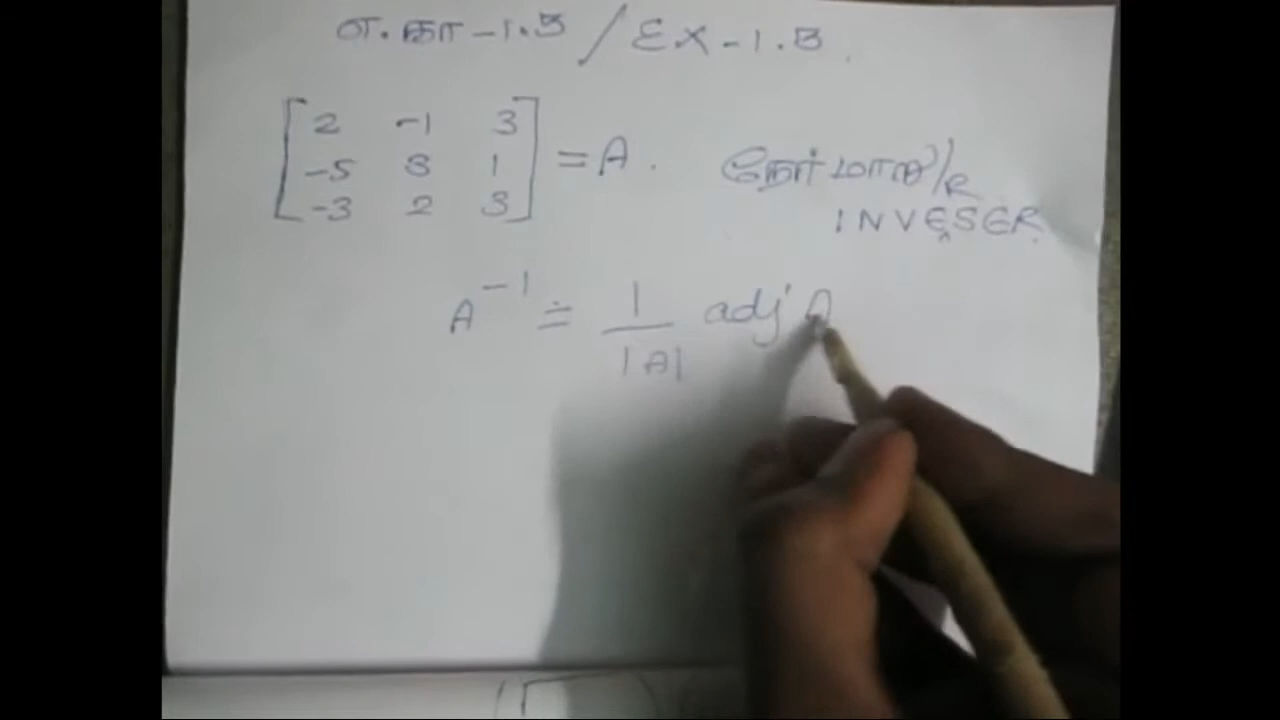 எ.கா-1.3 / Ex-1.3
2 -1 3
-5 3 1 = A.
-3 2 3
நேர்மாறு/R
INVESER
A⁻¹ = 1/|A| adj A